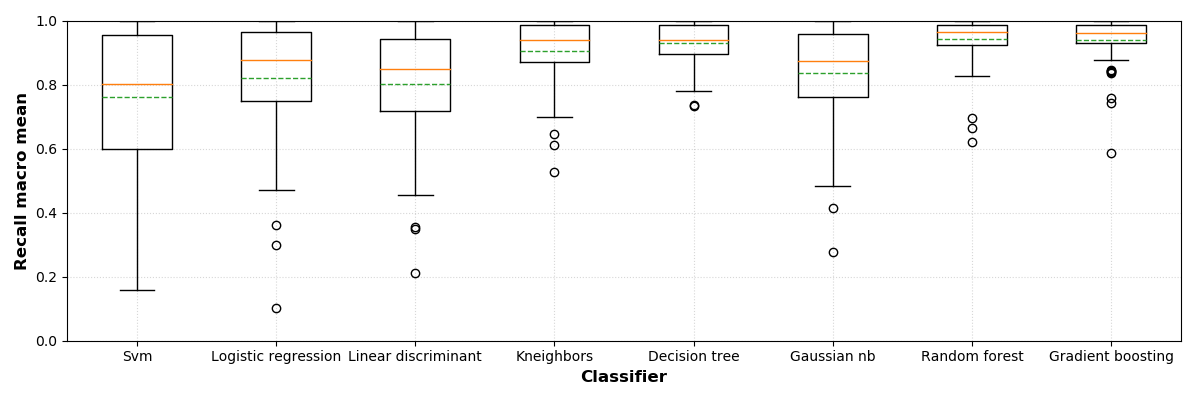 1.0
0.8
0.6
0.4
0.2
0.0
Recall macro mean
Svm Logistic regression Linear discriminant Kneighbors Decision tree Gaussian nb Random forest Gradient boosting
Classifier